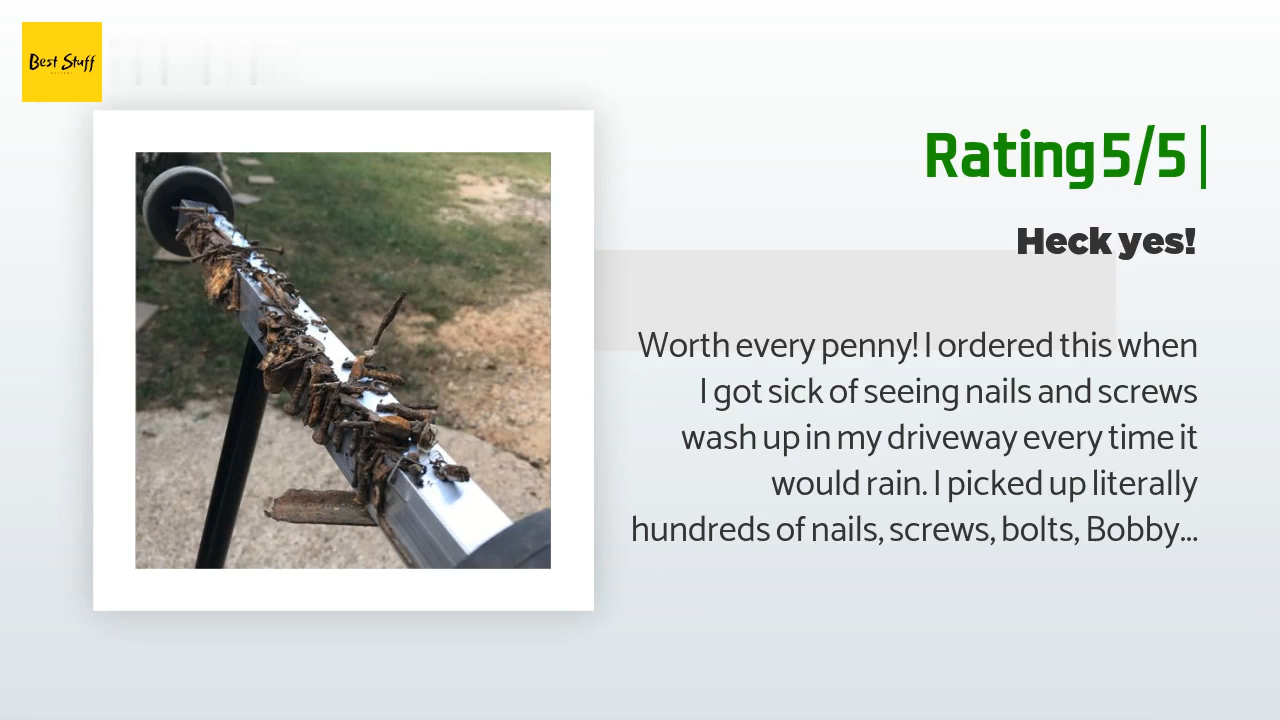 Best Stuff
Rating 5/5
Heck yes!
Worth every penny! I ordered this when
I got sick of seeing nails and screws
wash up in my driveway every time it
would rain. I picked up literally
hundreds of nails, screws, bolts, Bobby...